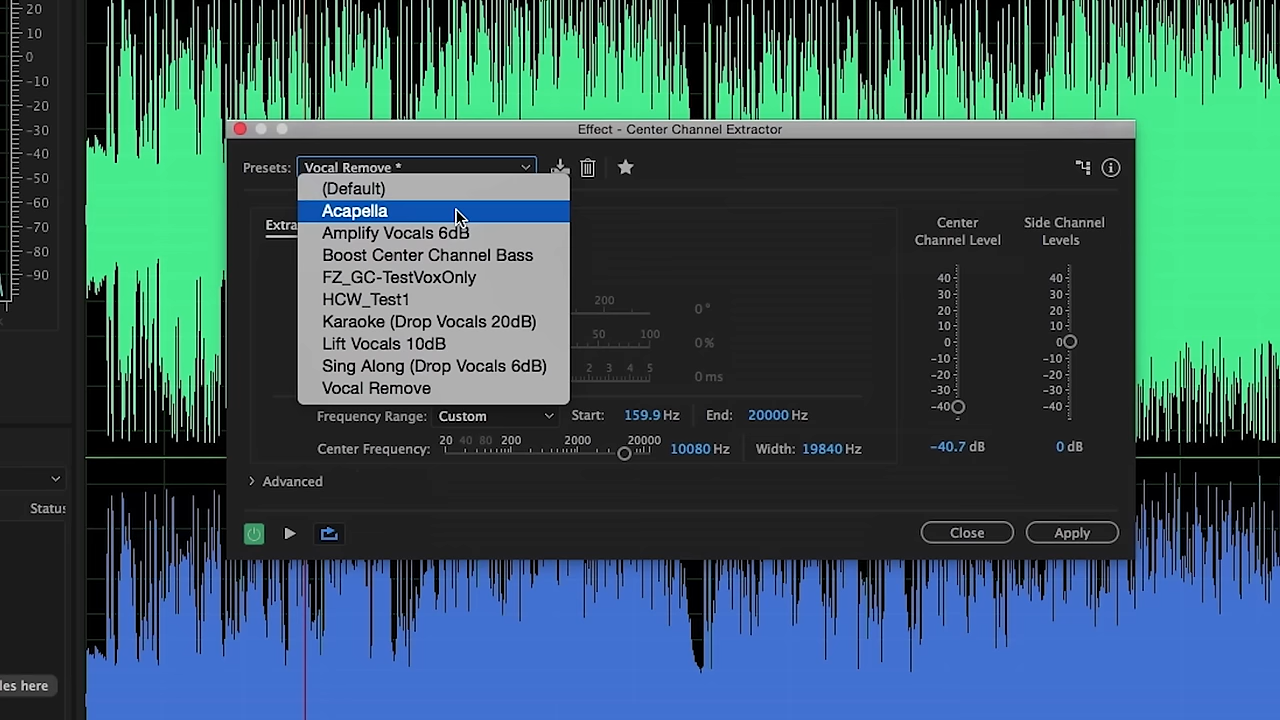 Effect - Center Channel Extractor
Presets: Vocal Remove *
(Default)
Acapella
Amplify Vocals 6dB
Boost Center Channel Bass
FZ_GC-TestVoxOnly
HCW_Test1
Karaoke (Drop Vocals 20dB)
Lift Vocals 10dB
Sing Along (Drop Vocals 6dB)
Vocal Remove
Extra
200
0 °
50 100
0 %
2 3 4 5
0 ms
Frequency Range: Custom Start: 159.9 Hz End: 20000 Hz
Center Frequency: 20 40 80 200 2000 20000 10080 Hz Width: 19840 Hz
Advanced
Center Channel Level
40
30
20
10
0
-10
-20
-30
-40
-40.7 dB
Side Channel Levels
40
30
20
10
0
-10
-20
-30
-40
0 dB
Close
Apply
20
10
0
-10
-20
-30
-40
-50
-60
-70
-80
-90
Status
les here